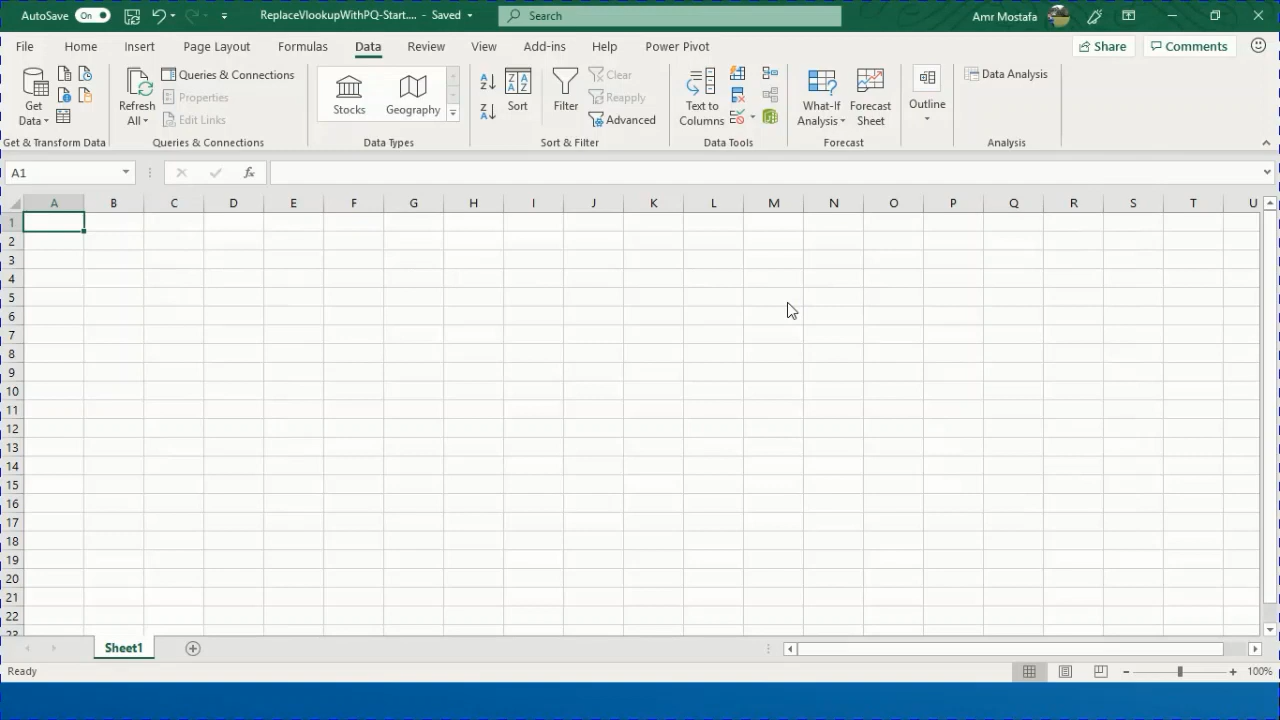 AutoSave On ReplaceVlookupWithPQ-Start.... - Saved Search Amr Mostafa
File Home Insert Page Layout Formulas Data Review View Add-ins Help Power Pivot Share Comments
Get Data Refresh All Queries & Connections Properties Edit Links Stocks Geography Sort Filter Clear Reapply Advanced Text to Columns What-If Analysis Forecast Sheet Outline Data Analysis
Get & Transform Data Queries & Connections Data Types Sort & Filter Data Tools Forecast Analysis
A1 fx
A B C D E F G H I J K L M N O P Q R S T U
1
2
3
4
5
6
7
8
9
10
11
12
13
14
15
16
17
18
19
20
21
22
23
Sheet1
Ready 100%